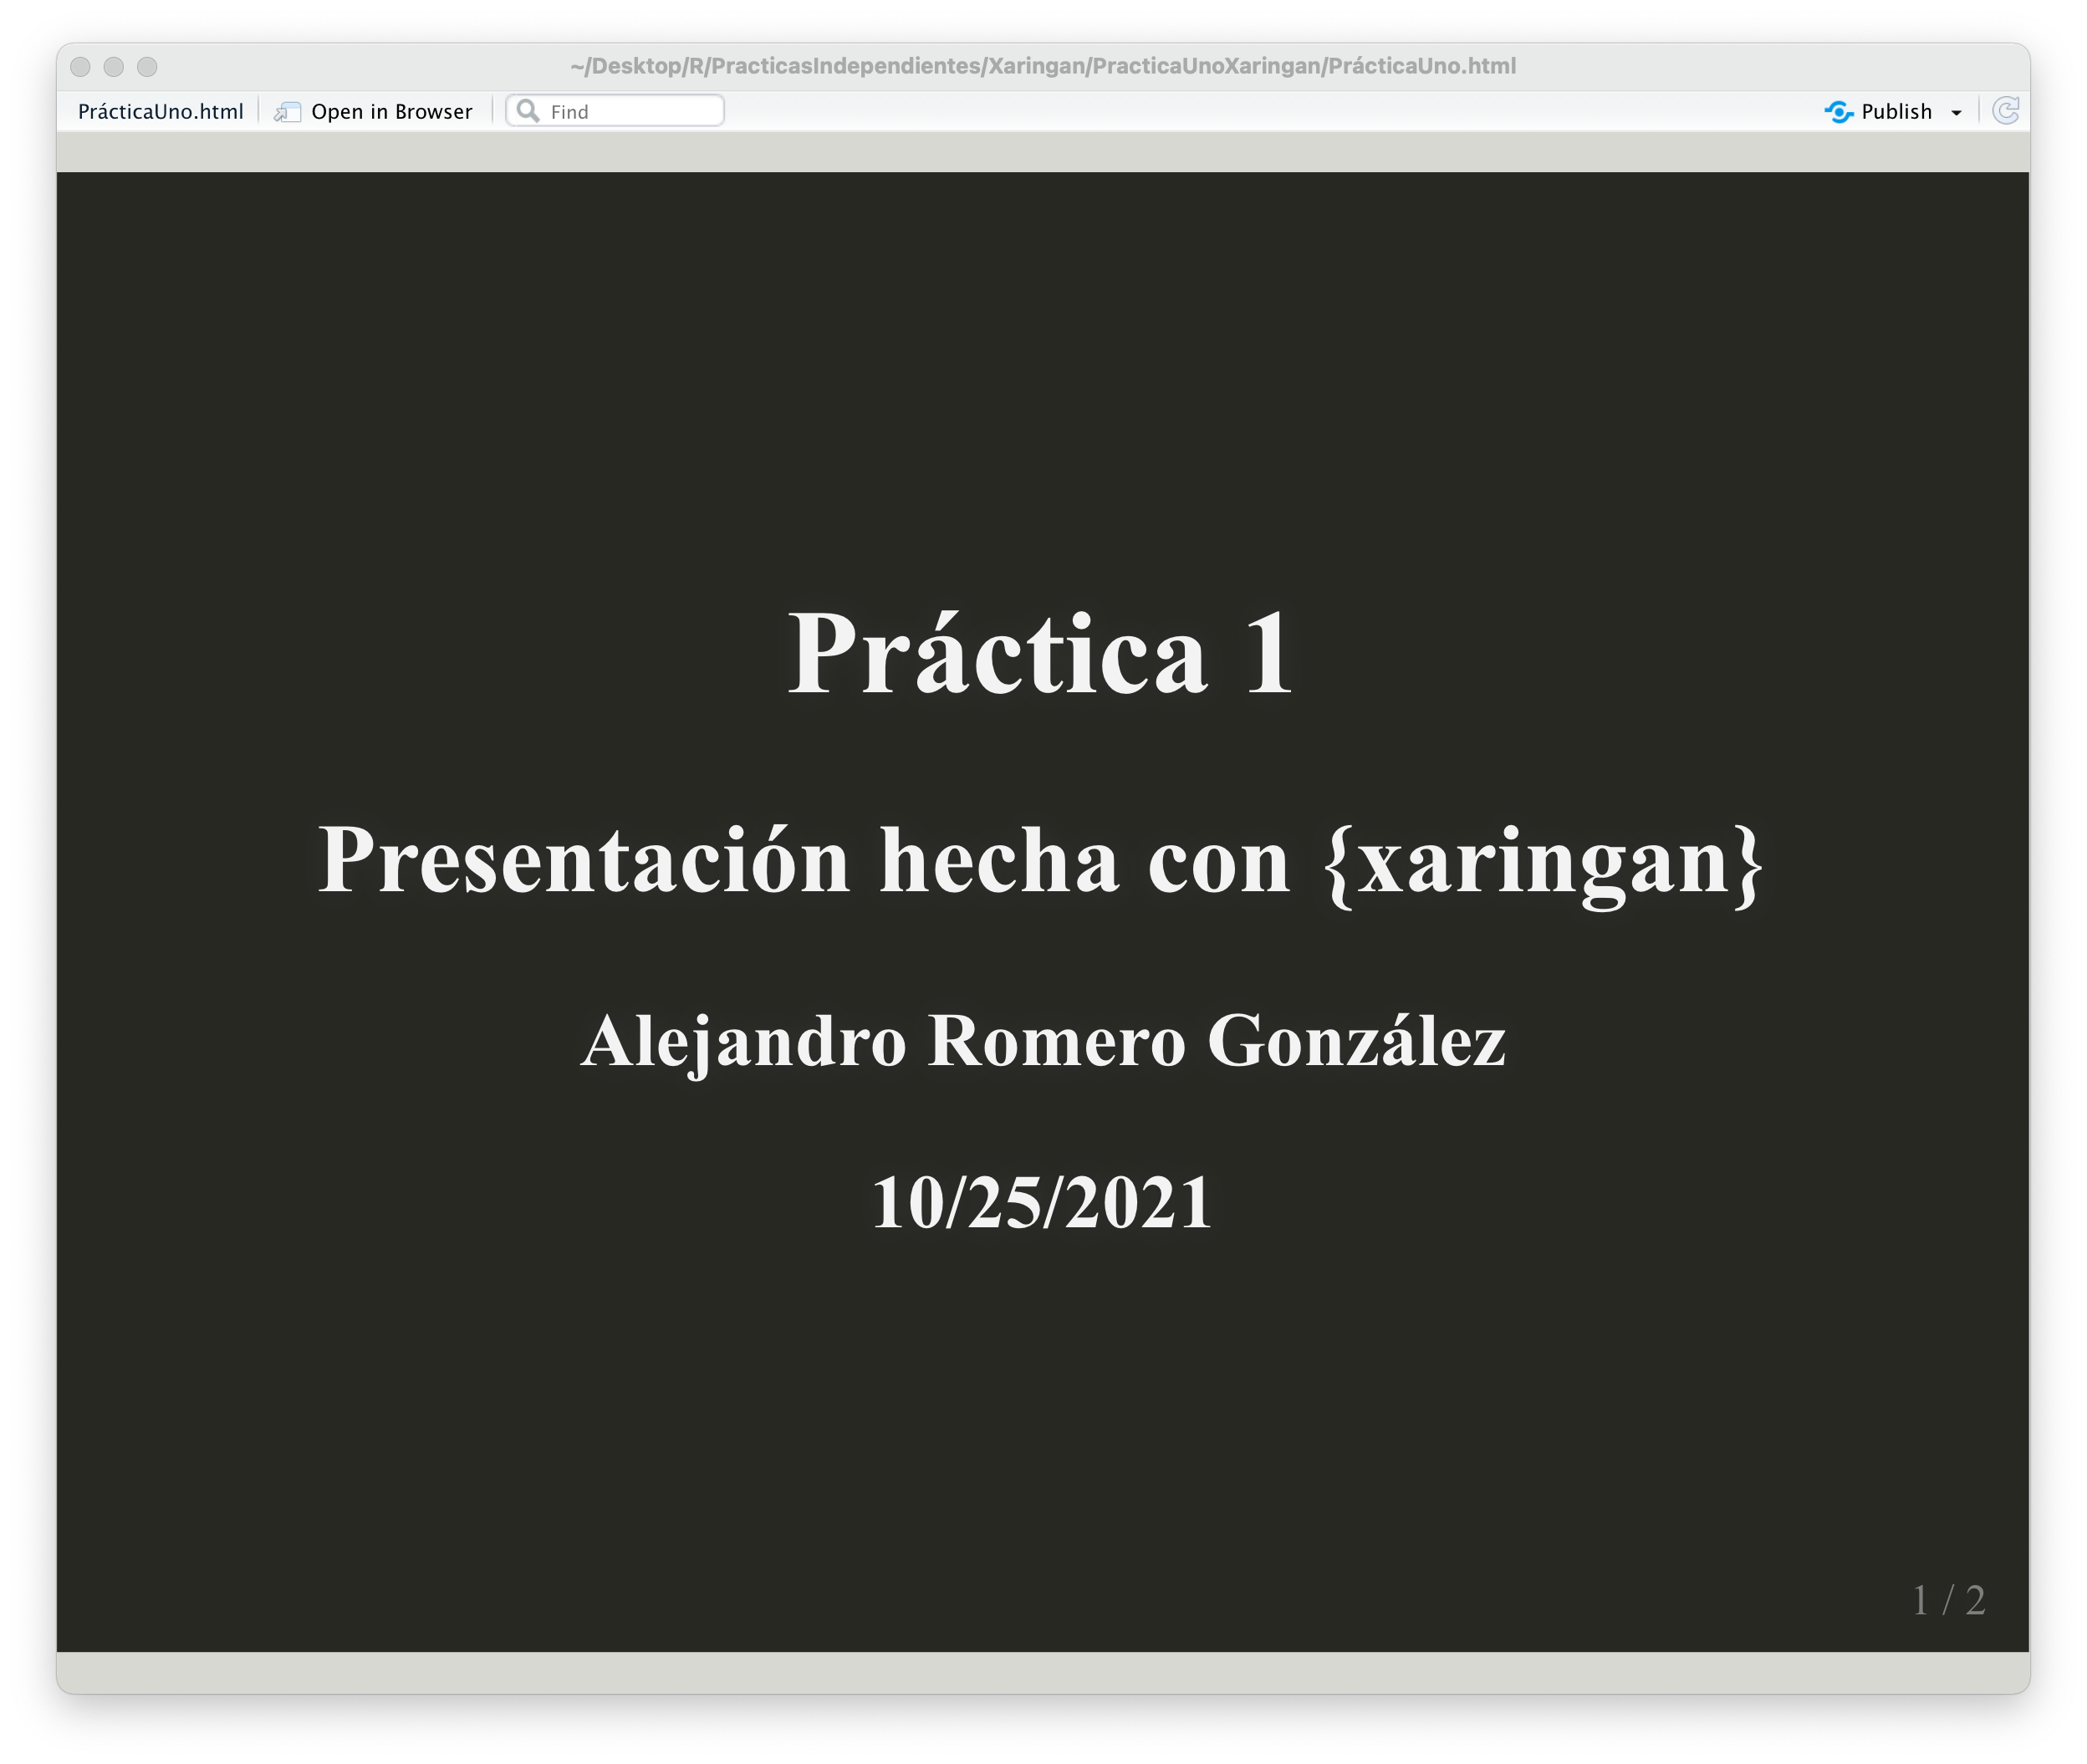 ~/Desktop/R/PracticasIndependientes/Xaringan/PracticaUnoXaringan/PrácticaUno.html
PrácticaUno.html Open in Browser Find Publish
Práctica 1
Presentación hecha con {xaringan}
Alejandro Romero González
10/25/2021
1 / 2